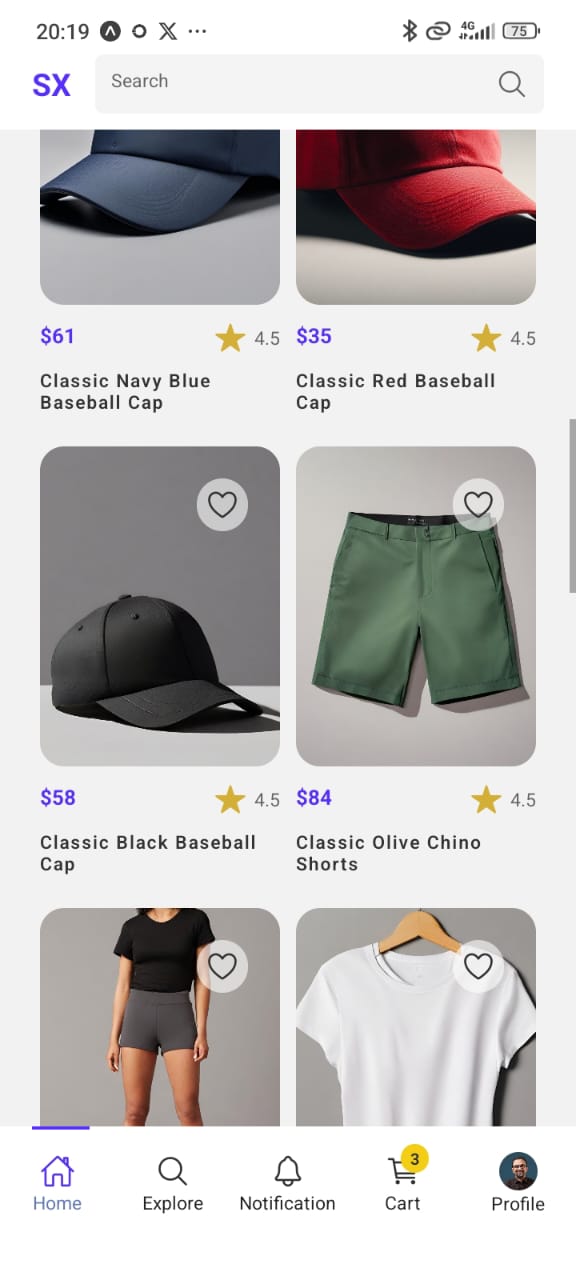 20:19
4G
75
SX
Search
$61
4.5
$35
4.5
Classic Navy Blue
Baseball Cap
Classic Red Baseball
Cap
$58
4.5
$84
4.5
Classic Black Baseball
Cap
Classic Olive Chino
Shorts
Home
Explore
Notification
3
Cart
Profile